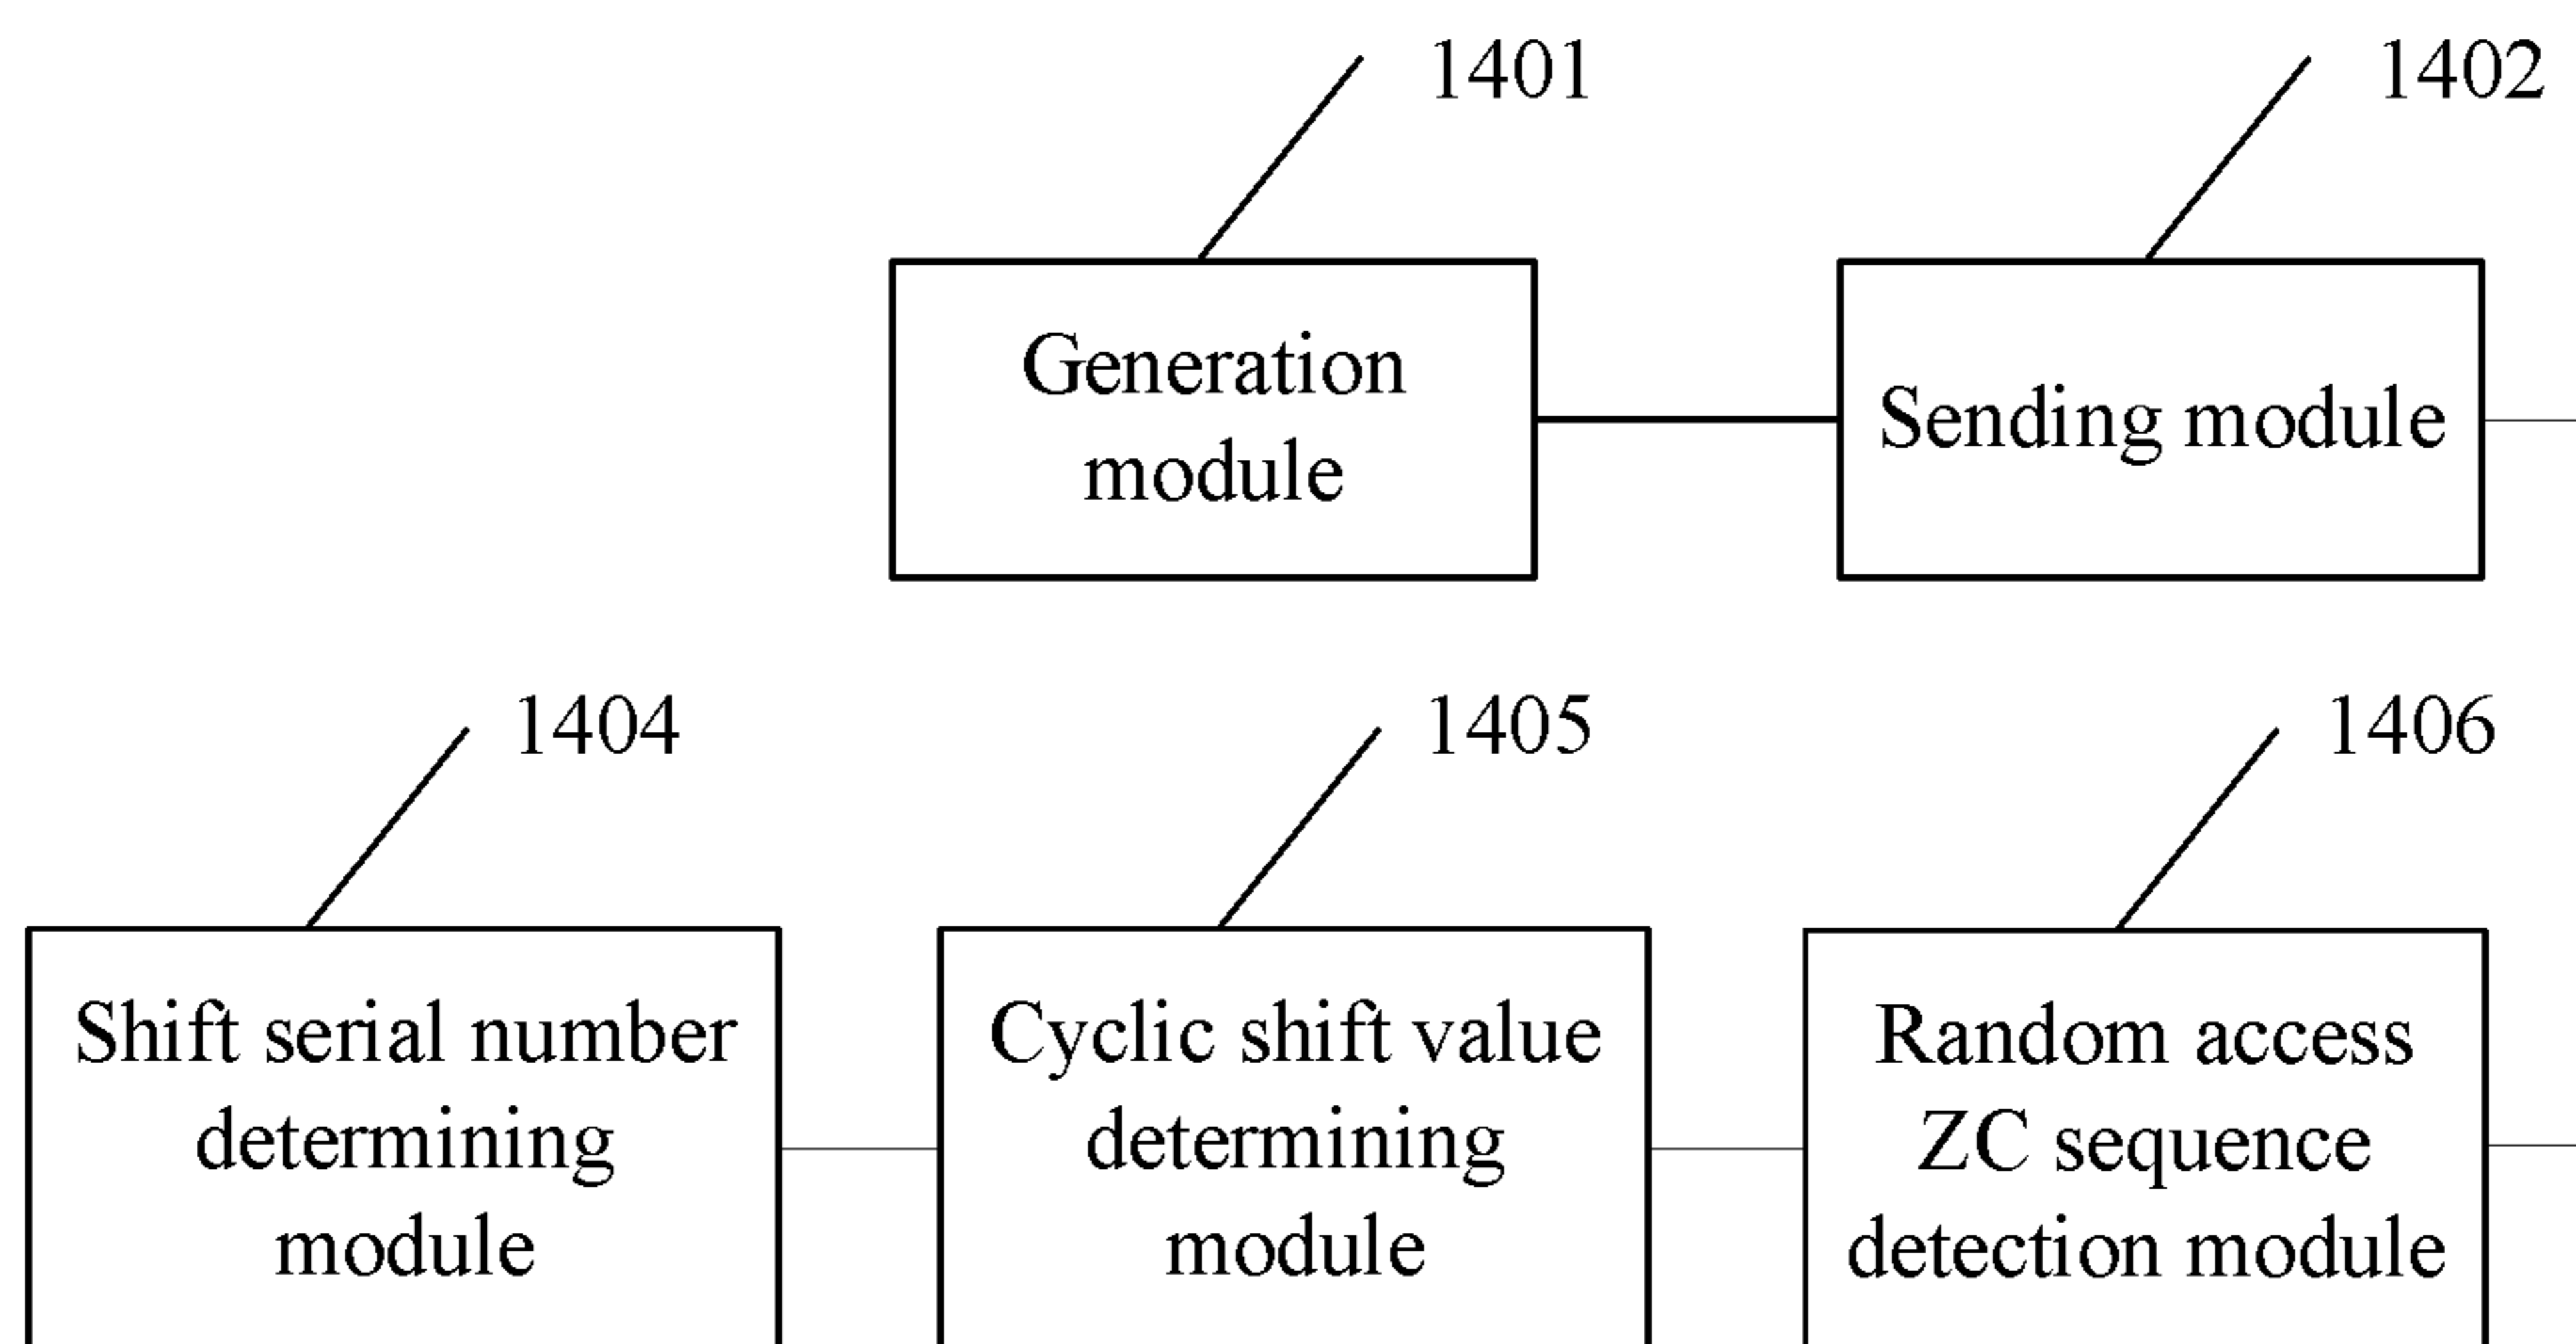 1401
1402
Generation
module
Sending module
1404
1405
1406
Shift serial number
determining
module
Cyclic shift value
determining
module
Random access
ZC sequence
detection module